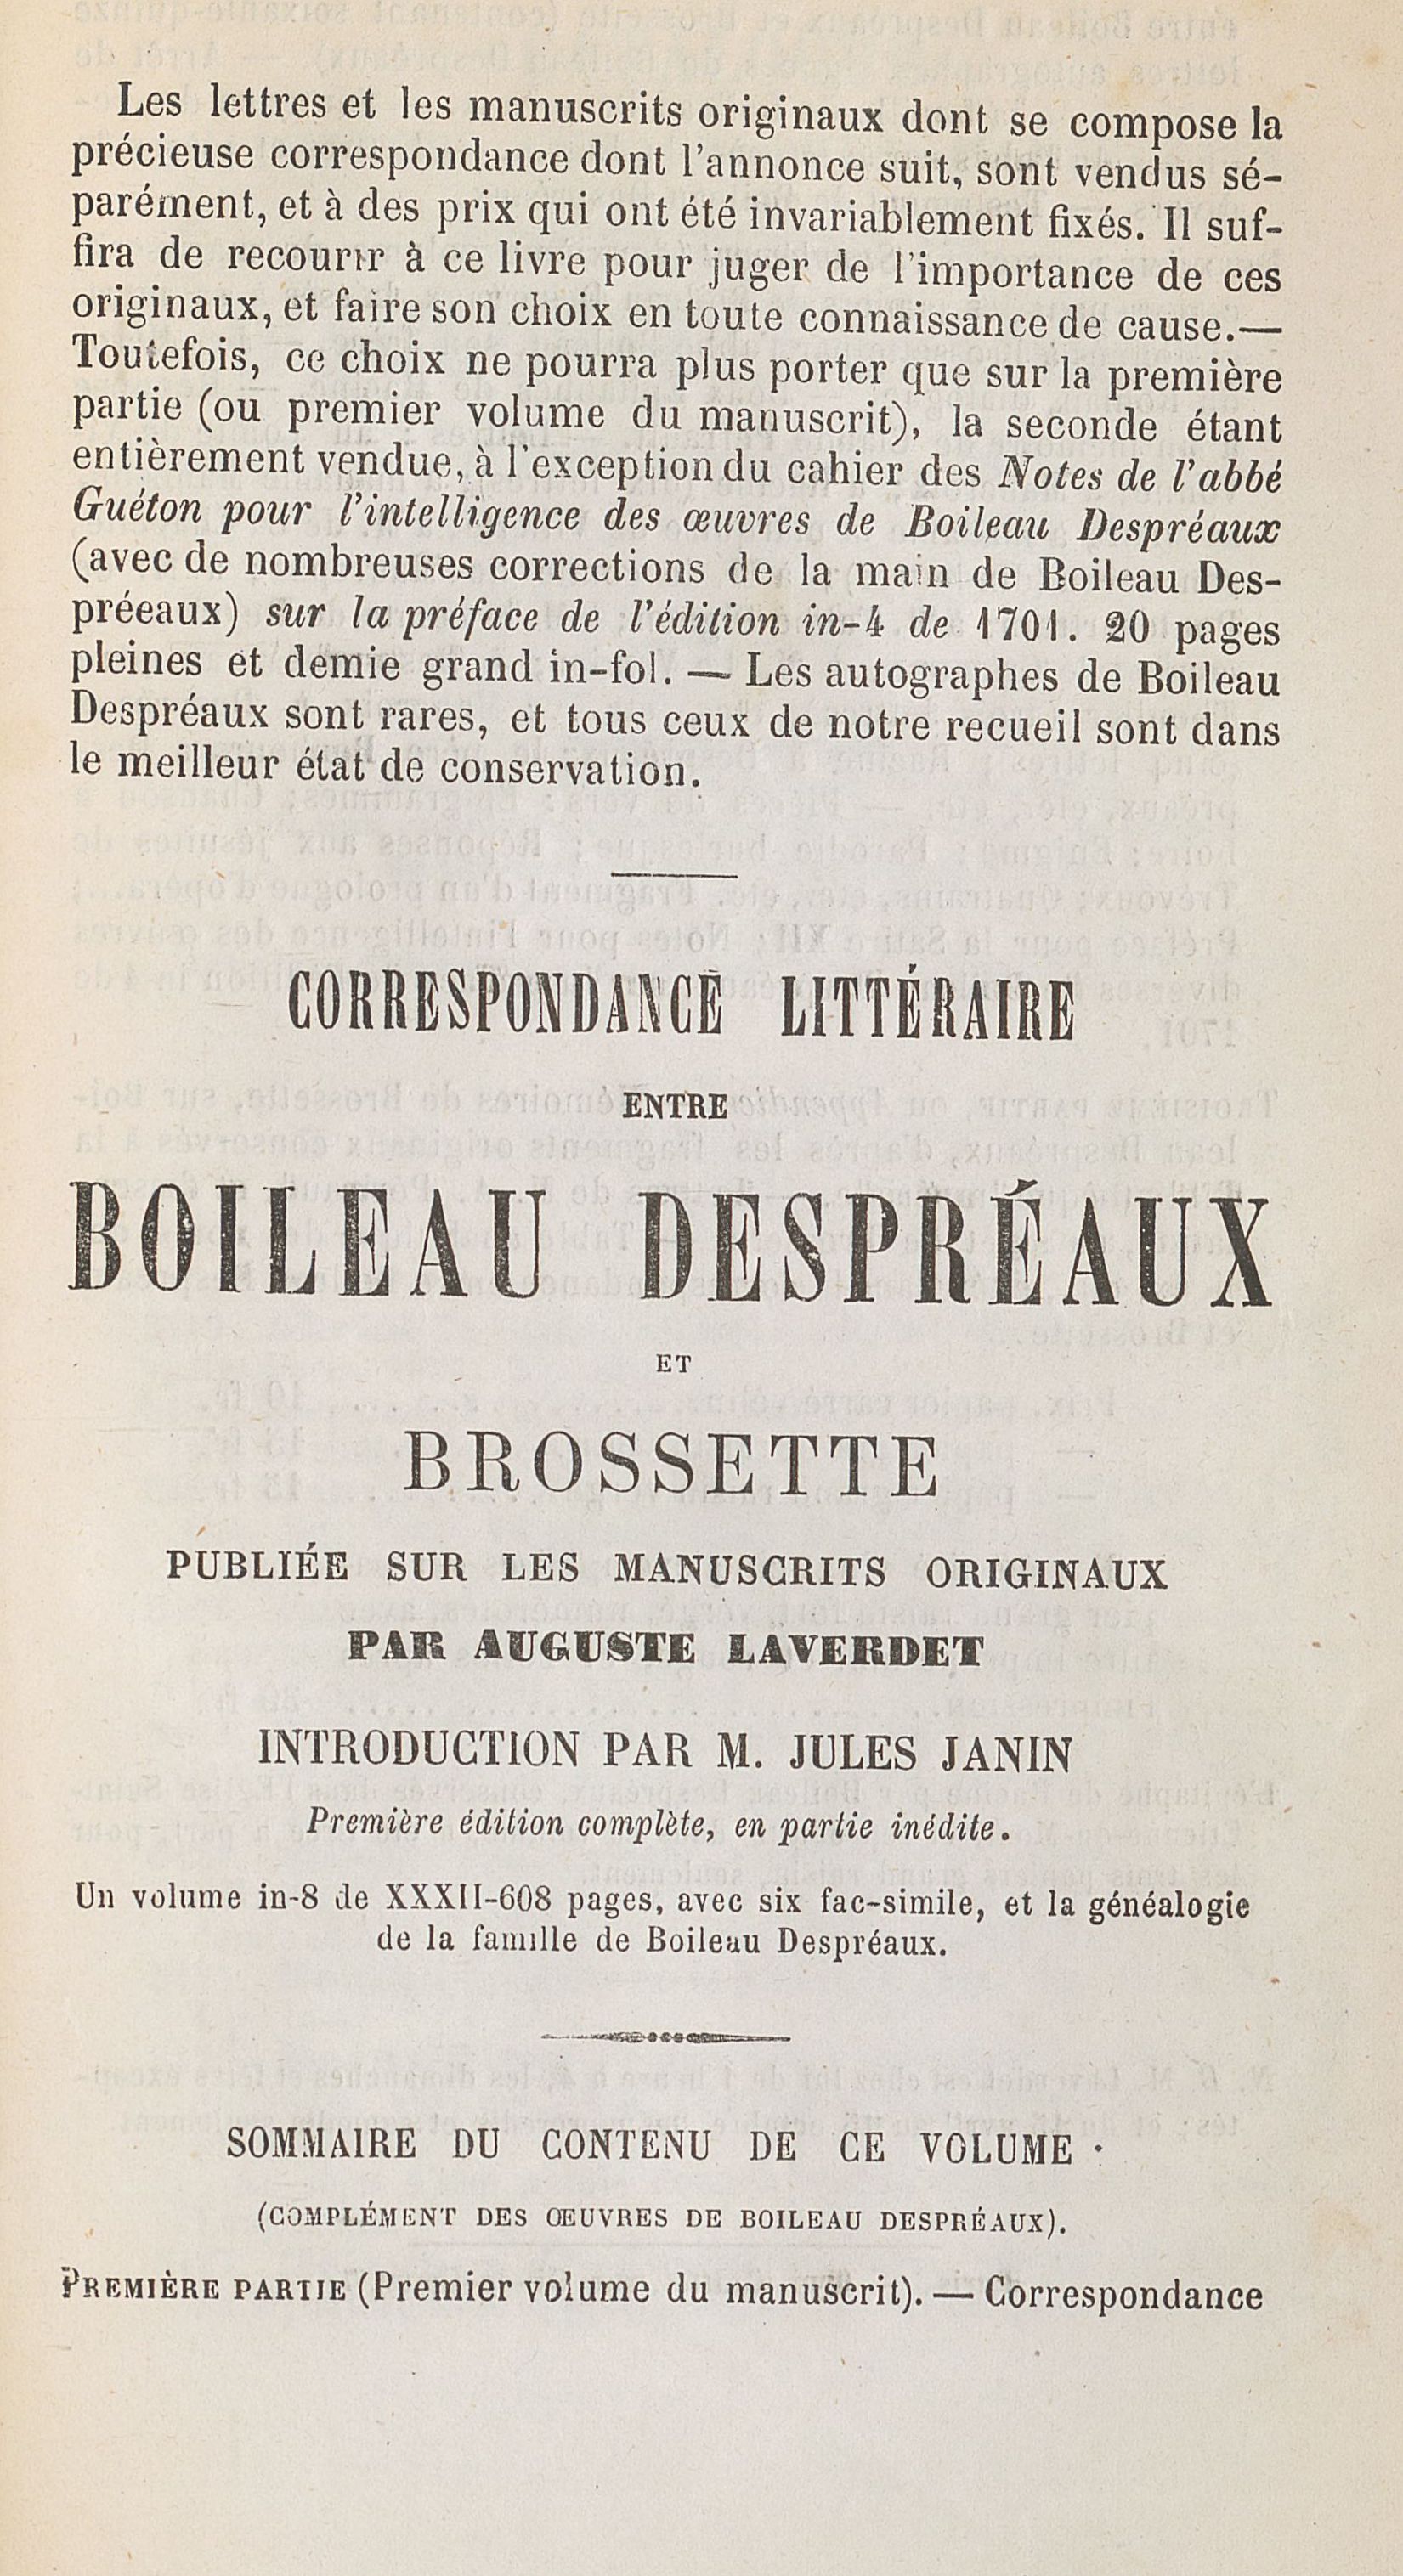 Les lettres et les manuscrits originaux dont se compose la
précieuse correspondance dont l'annonce suit, sont vendus sé-
parément, et à des prix qui ont été invariablement fixés. Il suf-
fira de recourir à ce livre pour juger de l'importance de ces
originaux, et faire son choix en toute connaissance de cause.—
Toutefois, ce choix ne pourra plus porter que sur la première
partie (ou premier volume du manuscrit), la seconde étant
entièrement vendue, à l'exception du cahier des Notes de l'abbé
Guéton pour l'intelligence des œuvres de Boileau Despréaux
(avec de nombreuses corrections de la main de Boileau Des-
préeaux) sur la préface de l'édition in-4 de 1701. 20 pages
pleines et demie grand in-fol. — Les autographes de Boileau
Despréaux sont rares, et tous ceux de notre recueil sont dans
le meilleur état de conservation.
CORRESPONDANCE LITTÉRAIRE
ENTRE
BOILEAU DESPRÉAUX
ET
BROSSETTE
PUBLIÉE SUR LES MANUSCRITS ORIGINAUX
PAR AUGUSTE LAVERDET
INTRODUCTION PAR M. JULES JANIN
Première édition complète, en partie inédite.
Un volume in-8 de XXXII-608 pages, avec six fac-simile, et la généalogie
de la famille de Boileau Despréaux.
SOMMAIRE DU CONTENU DE CE VOLUME ·
(COMPLÉMENT DES ŒUVRES DE BOILEAU DESPRÉAUX).
PREMIÈRE PARTIE (Premier volume du manuscrit). — Correspondance